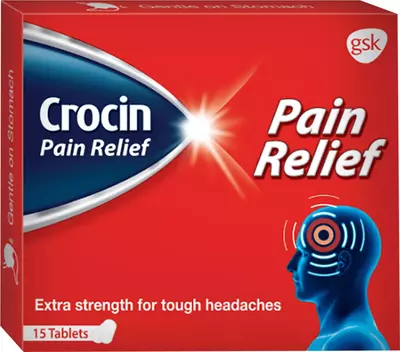 Gentle on Stomach
gsk
Crocin
Pain Relief
Pain
Relief
Extra strength for tough headaches
15 Tablets
Gentle on Stomach